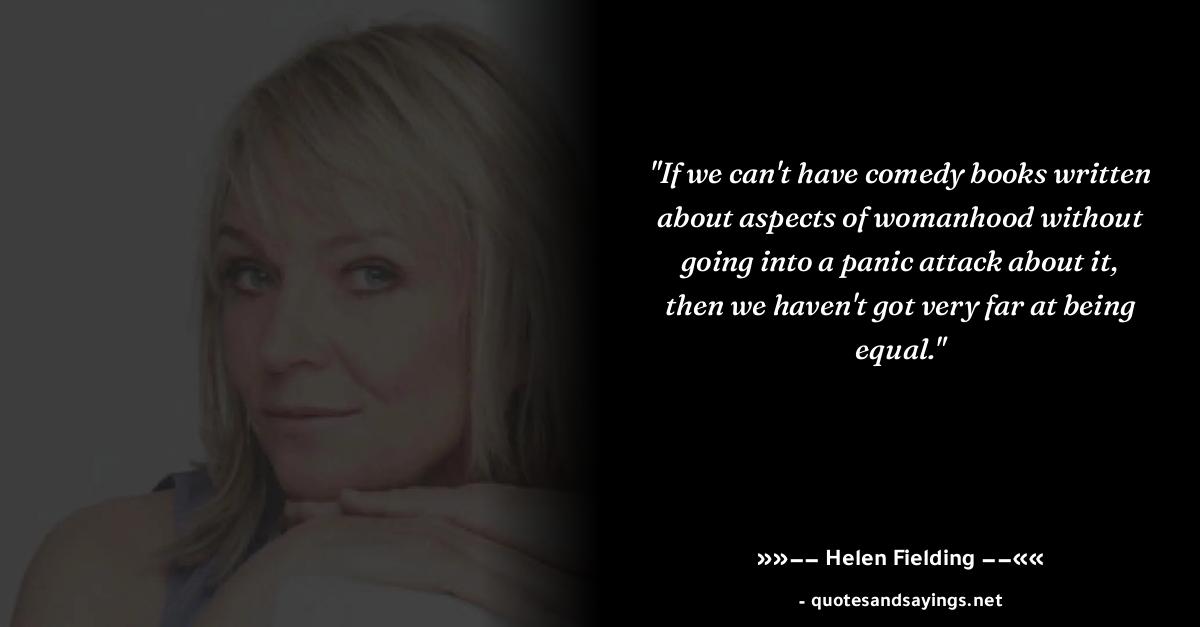 "If we can't have comedy books written
about aspects of womanhood without
going into a panic attack about it,
then we haven't got very far at being
equal."
»»−− Helen Fielding −−««
- quotesandsayings.net